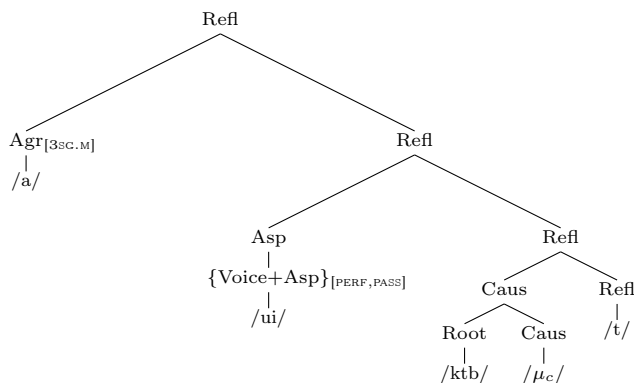 Refl
Agr[3SG.M] Refl
/a/
Asp Refl
{Voice+Asp}[PERF,PASS] Caus Refl
/ui/ Root Caus /t/
/ktb/ /μc/